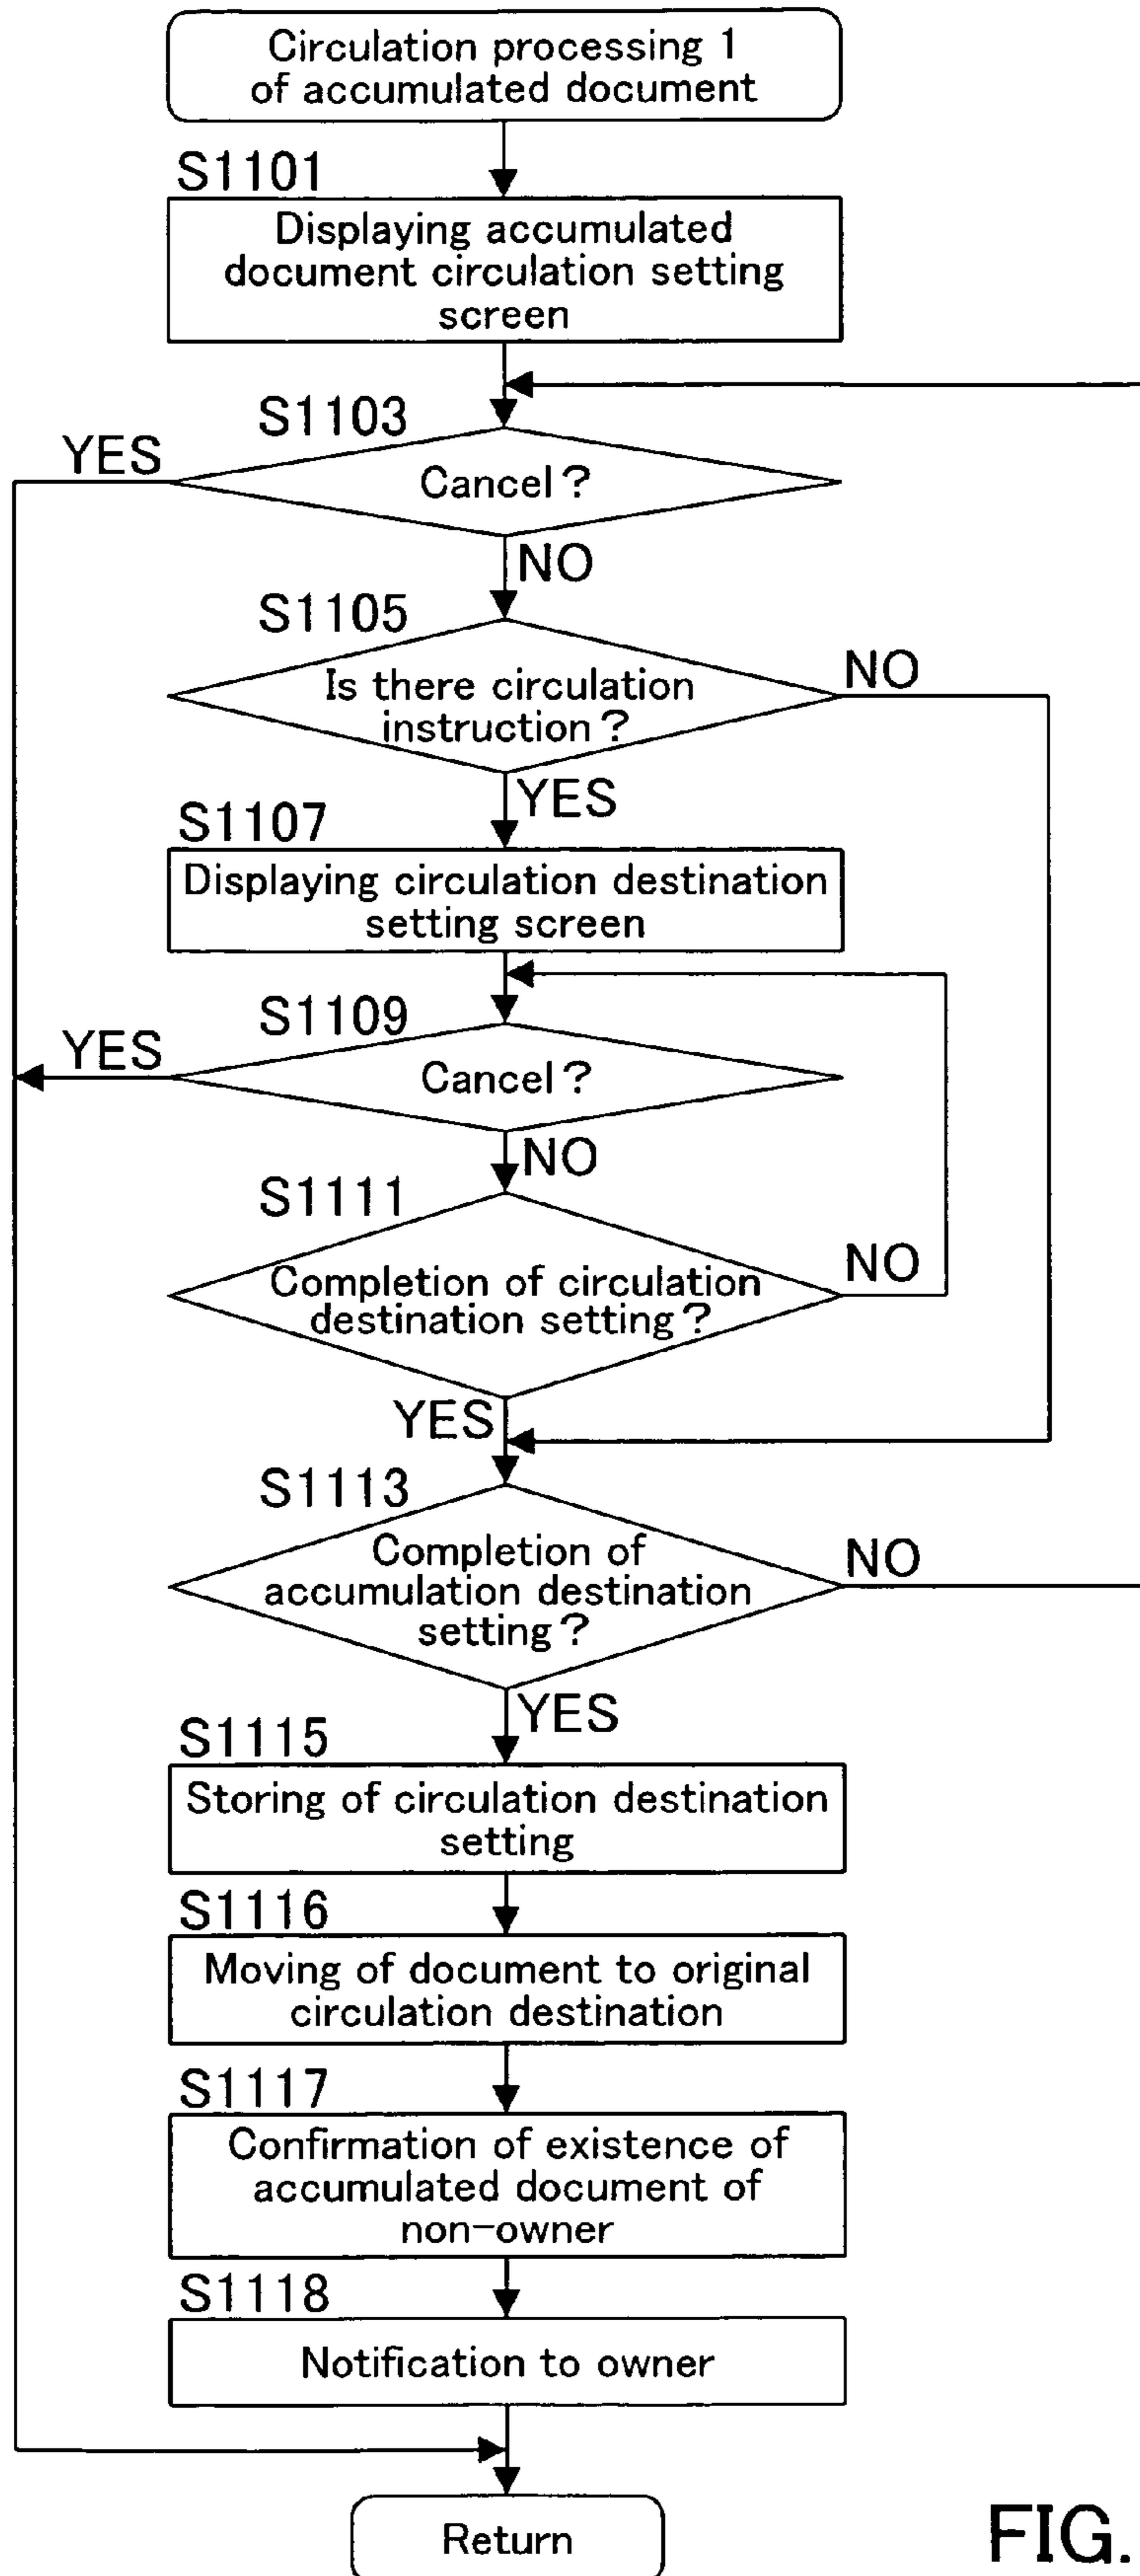 Circulation processing 1
of accumulated document
S1101
Displaying accumulated
document circulation setting
screen
S1103
YES
Cancel?
NO
S1105
NO
Is there circulation
instruction?
YES
S1107
Displaying circulation destination
setting screen
S1109
YES
Cancel?
NO
S1111
NO
Completion of circulation
destination setting?
YES
S1113
NO
Completion of
accumulation destination
setting?
YES
S1115
Storing of circulation destination
setting
S1116
Moving of document to original
circulation destination
S1117
Confirmation of existence of
accumulated document of
non-owner
S1118
Notification to owner
Return
FIG.